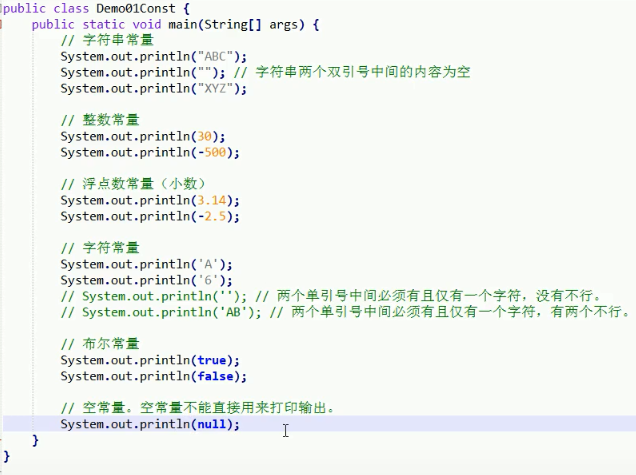 public class Demo01Const {
public static void main(String[] args) {
// 字符串常量
System.out.println("ABC");
System.out.println(""); // 字符串两个双引号中间的内容为空
System.out.println("XYZ");
// 整数常量
System.out.println(30);
System.out.println(-500);
// 浮点数常量（小数）
System.out.println(3.14);
System.out.println(-2.5);
// 字符常量
System.out.println('A');
System.out.println('6');
// System.out.println(''); // 两个单引号中间必须有且仅有一个字符，没有不行。
// System.out.println('AB'); // 两个单引号中间必须有且仅有一个字符，有两个不行。
// 布尔常量
System.out.println(true);
System.out.println(false);
// 空常量。空常量不能直接用来打印输出。
System.out.println(null);
}
}